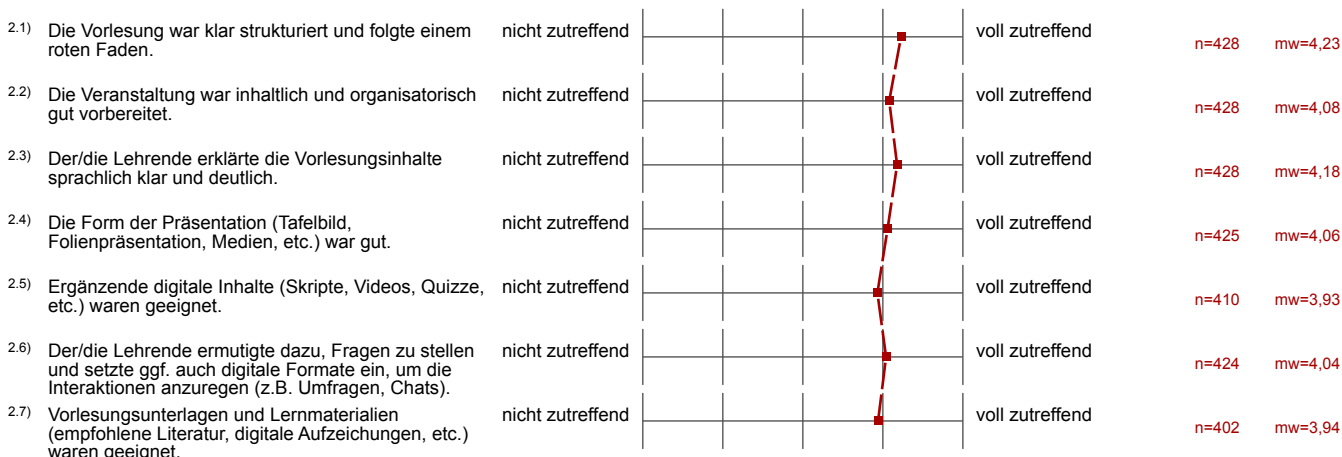 2.1) Die Vorlesung war klar strukturiert und folgte einem nicht zutreffend voll zutreffend
roten Faden. n=428 mw=4,23
2.2) Die Veranstaltung war inhaltlich und organisatorisch nicht zutreffend voll zutreffend
gut vorbereitet. n=428 mw=4,08
2.3) Der/die Lehrende erklärte die Vorlesungsinhalte nicht zutreffend voll zutreffend
sprachlich klar und deutlich. n=428 mw=4,18
2.4) Die Form der Präsentation (Tafelbild, nicht zutreffend voll zutreffend
Folienpräsentation, Medien, etc.) war gut. n=425 mw=4,06
2.5) Ergänzende digitale Inhalte (Skripte, Videos, Quizze, nicht zutreffend voll zutreffend
etc.) waren geeignet. n=410 mw=3,93
2.6) Der/die Lehrende ermutigte dazu, Fragen zu stellen nicht zutreffend voll zutreffend
und setzte ggf. auch digitale Formate ein, um die n=424 mw=4,04
Interaktionen anzuregen (z.B. Umfragen, Chats).
2.7) Vorlesungsunterlagen und Lernmaterialien nicht zutreffend voll zutreffend
(empfohlene Literatur, digitale Aufzeichungen, etc.) n=402 mw=3,94
waren geeignet.